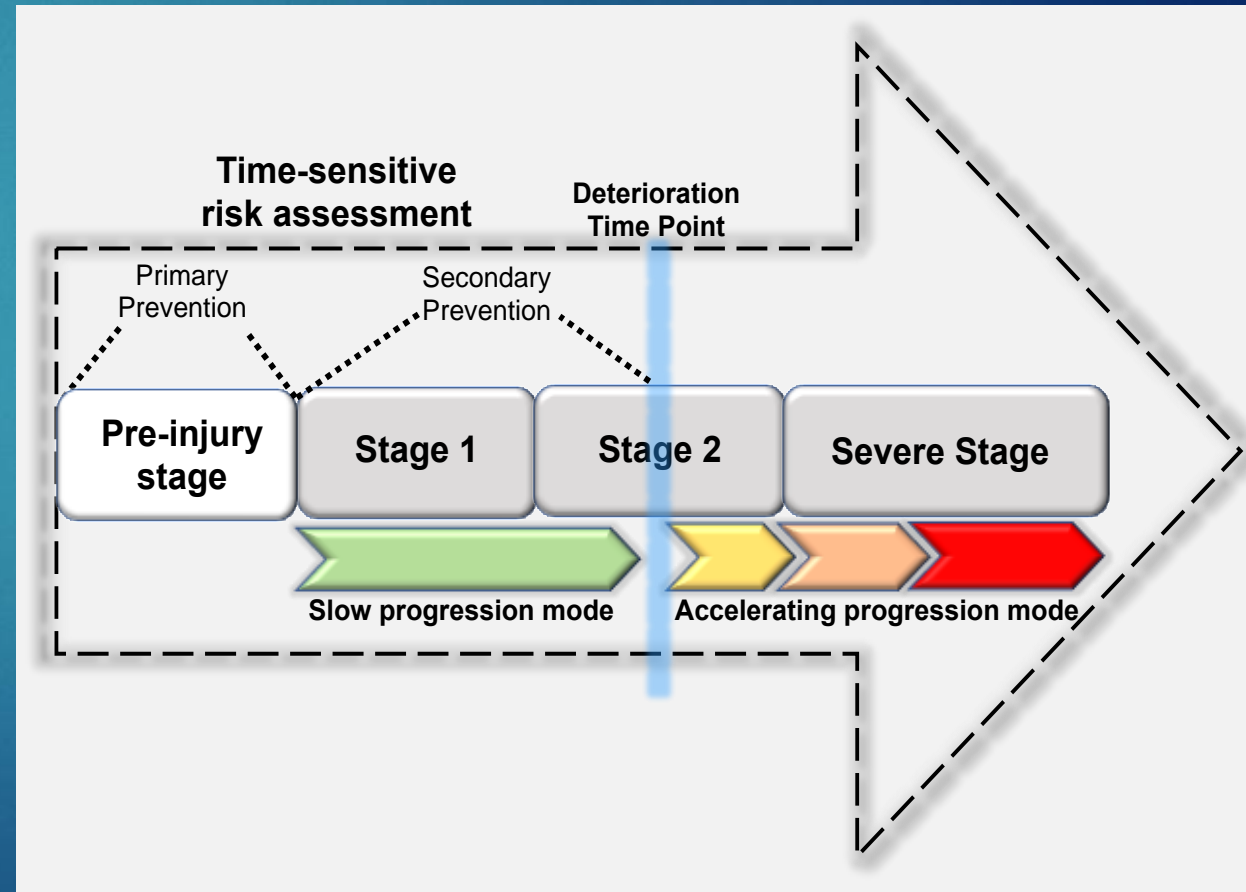 Time-sensitive
risk assessment
Deterioration
Time Point
Primary
Prevention
Secondary
Prevention
Pre-injury
stage
Stage 1
Stage 2
Severe Stage
Slow progression mode
Accelerating progression mode